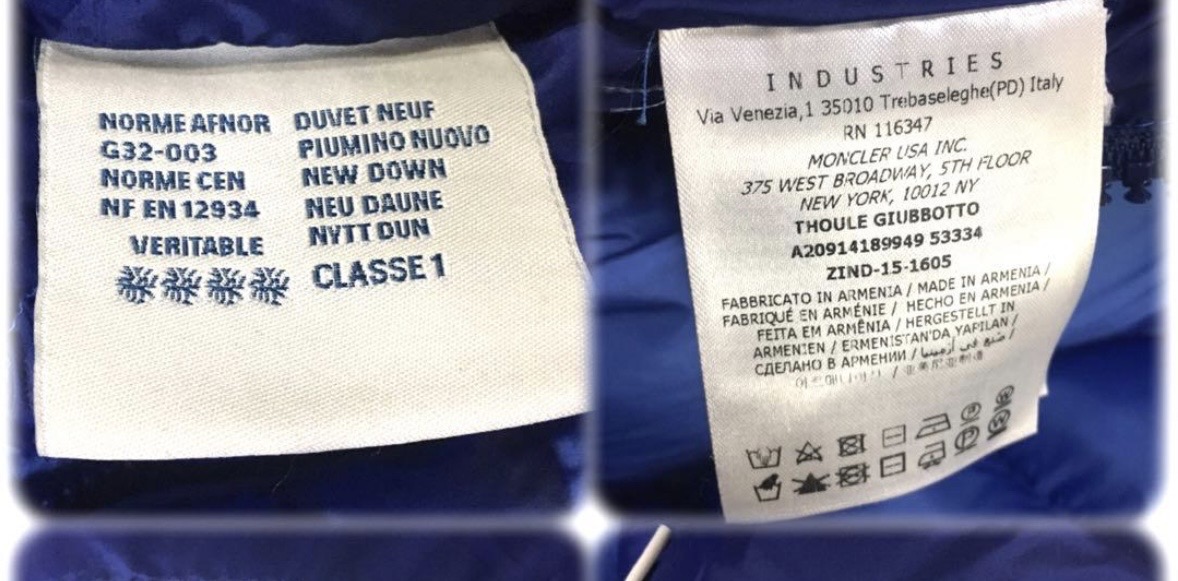 NORME AFNOR
G32-003
NORME CEN
NF EN 12934
VERITABLE
DUVET NEUF
PIUMINO NUOVO
NEW DOWN
NEU DAUNE
NYTT DUN
CLASSE 1
INDUSTRIES
Via Venezia,1 35010 Trebaseleghe(PD) Italy
RN 116347
MONCLER USA INC.
375 WEST BROADWAY, 5TH FLOOR
NEW YORK, 10012 NY
THOULE GIUBBOTTO
A20914189949 53334
ZIND-15-1605
FABBRICATO IN ARMENIA / MADE IN ARMENIA /
FABRIQUÉ EN ARMÉNIE / HECHO EN ARMENIA /
FEITA EM ARMÊNIA / HERGESTELLT IN
ARMENIEN / ERMENISTAN'DA YAPILAN /
СДЕЛАНО В АРМЕНИИ / صنع في أرمينيا /